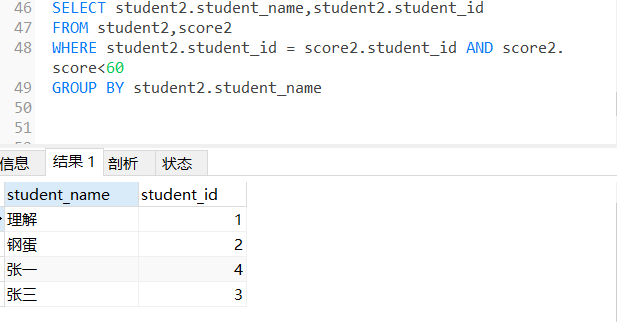 46 SELECT student2.student_name,student2.student_id
47 FROM student2,score2
48 WHERE student2.student_id = score2.student_id AND score2.
score<60
49 GROUP BY student2.student_name
50
51
信息 结果 1 剖析 状态
student_name student_id
理解 1
钢蛋 2
张一 4
张三 3